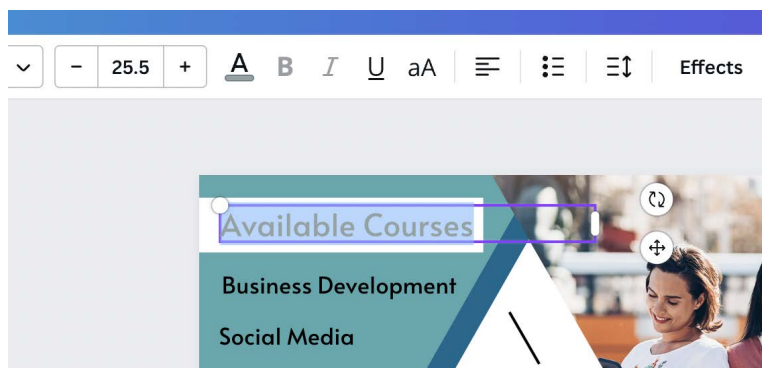 − 25.5 + A B I U aA Effects
Available Courses
Business Development
Social Media